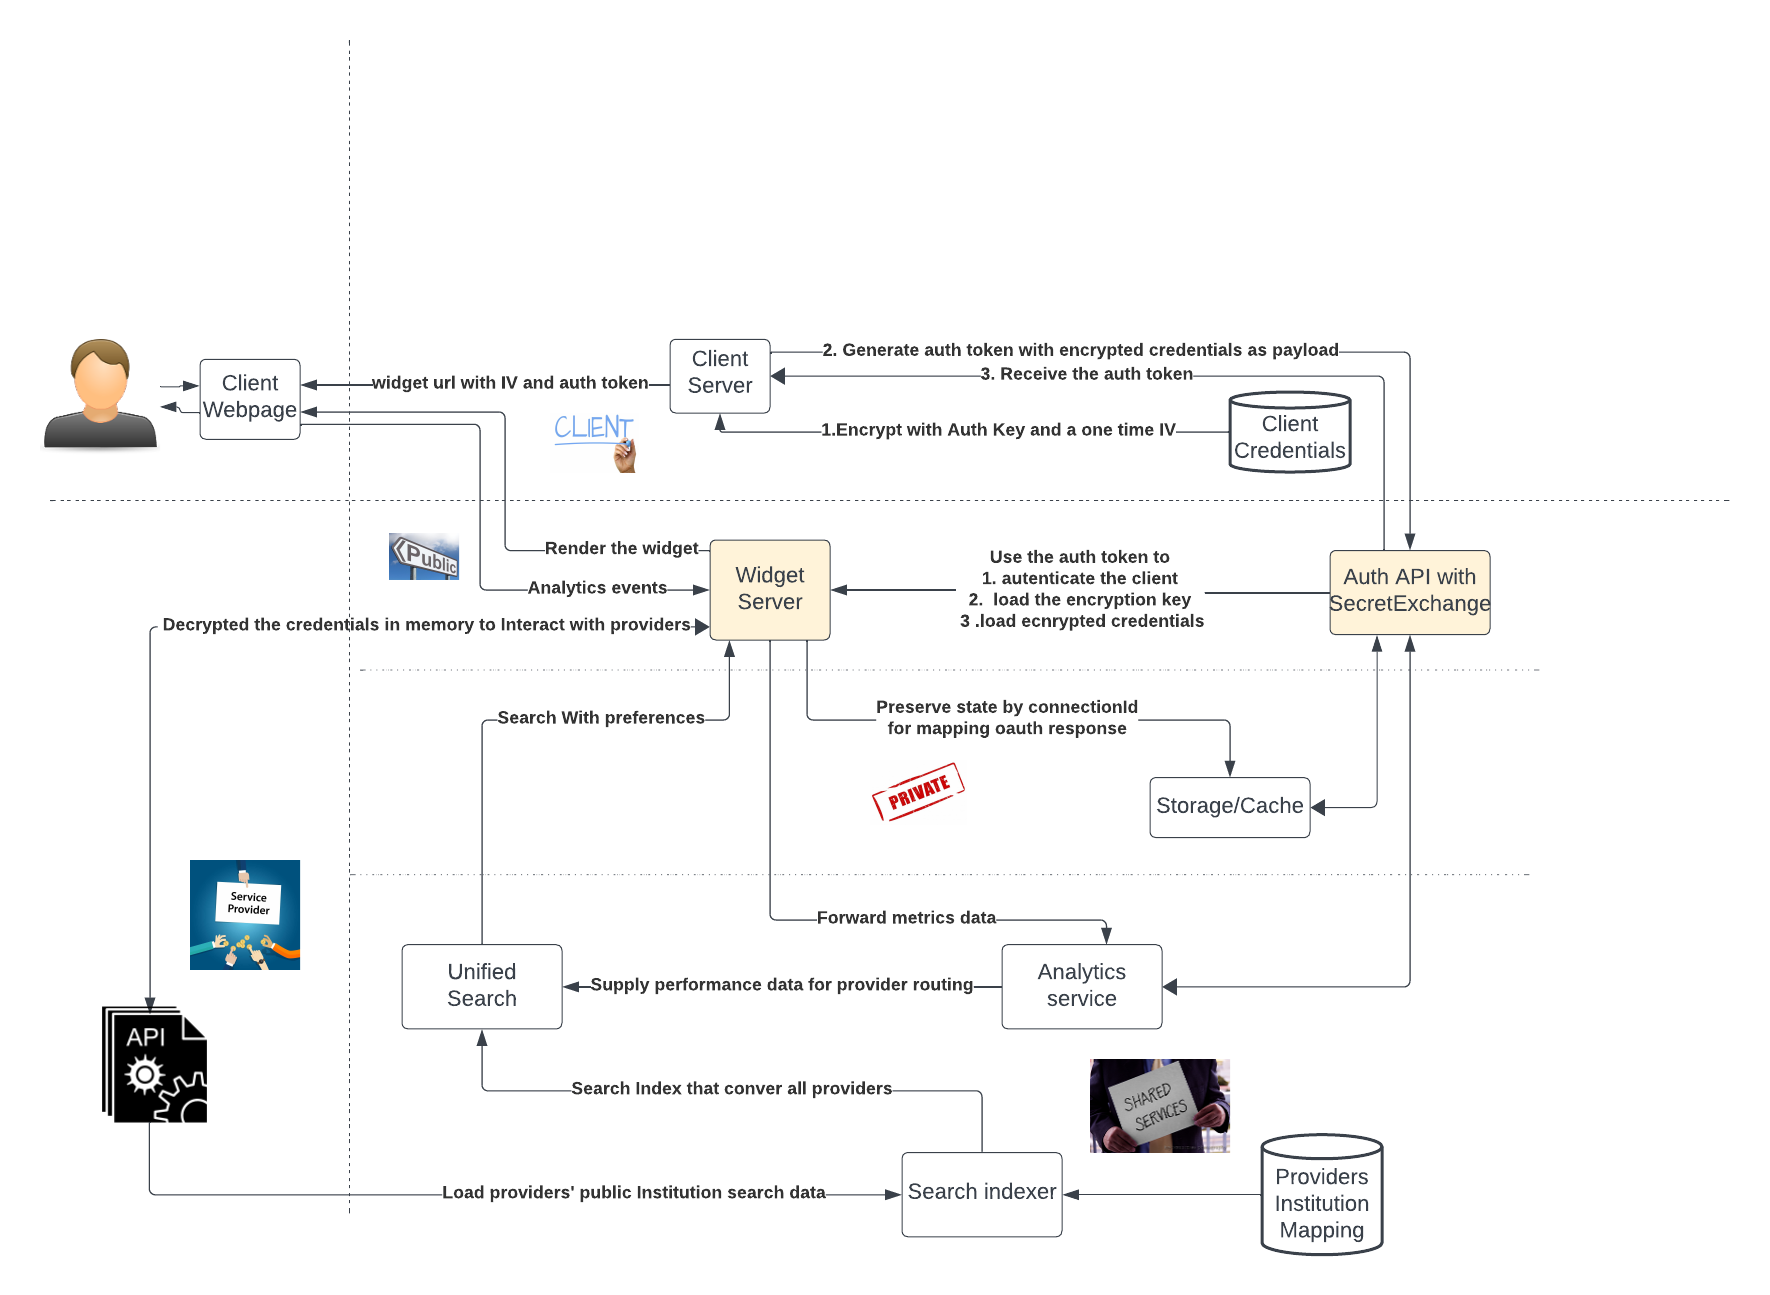 Client
Webpage
widget url with IV and auth token
Client
Server
2. Generate auth token with encrypted credentials as payload
3. Receive the auth token
1.Encrypt with Auth Key and a one time IV
Client
Credentials
CLIENT
Public
Render the widget
Analytics events
Decrypted the credentials in memory to Interact with providers
Widget
Server
Use the auth token to
1. autenticate the client
2. load the encryption key
3 .load ecnrypted credentials
Auth API with
SecretExchange
Search With preferences
Preserve state by connectionId
for mapping oauth response
PRIVATE
Storage/Cache
Service
Provider
Forward metrics data
Unified
Search
Supply performance data for provider routing
Analytics
service
API
Search Index that conver all providers
SHARED
SERVICES
Load providers' public Institution search data
Search indexer
Providers
Institution
Mapping